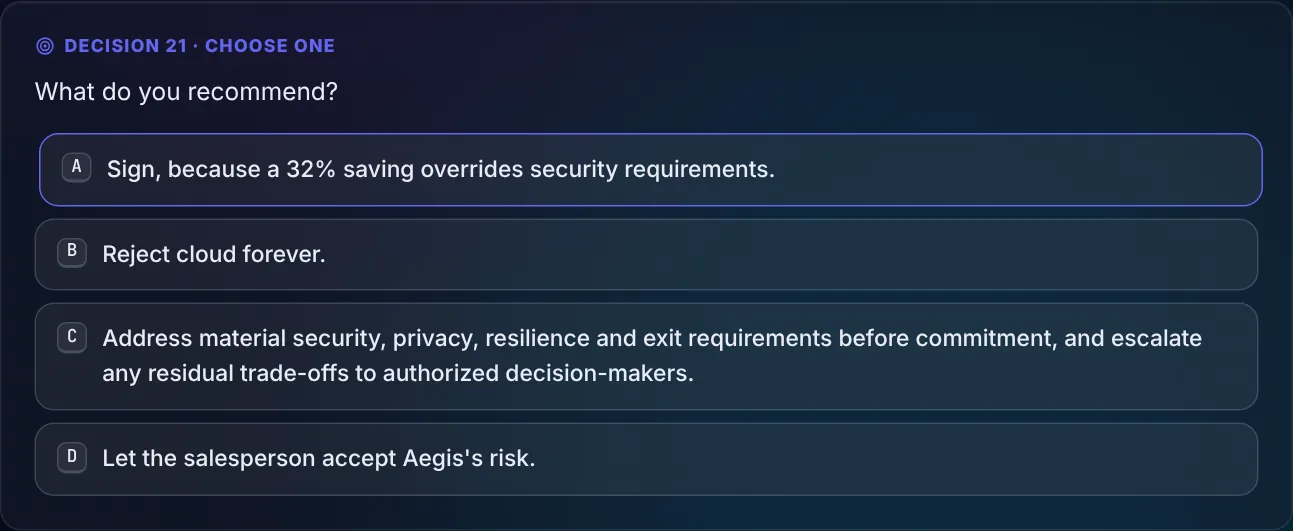 DECISION 21 · CHOOSE ONE
What do you recommend?
A Sign, because a 32% saving overrides security requirements.
B Reject cloud forever.
C Address material security, privacy, resilience and exit requirements before commitment, and escalate
any residual trade-offs to authorized decision-makers.
D Let the salesperson accept Aegis's risk.